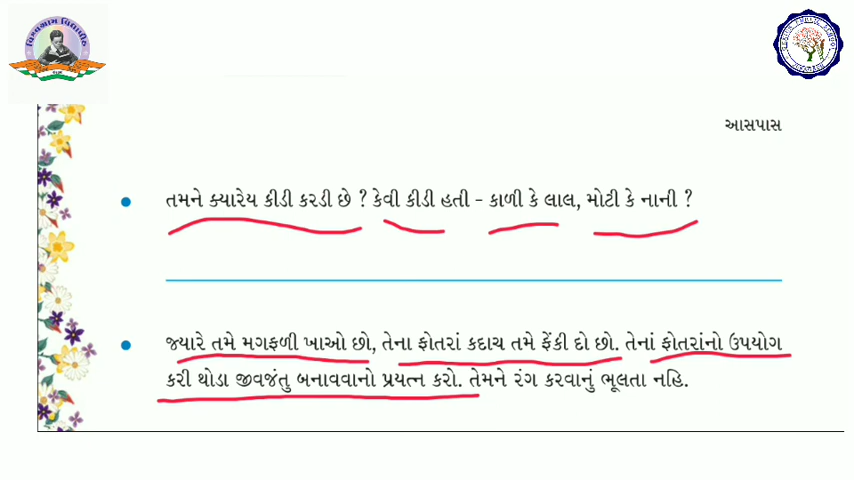 વિશ્વગ્રામ વિદ્યાપીઠ
આસપાસ
તમને ક્યારેય કીડી કરડી છે ? કેવી કીડી હતી - કાળી કે લાલ, મોટી કે નાની ?
જ્યારે તમે મગફળી ખાઓ છો, તેના ફોતરાં કદાચ તમે ફેંકી દો છો. તેનાં ફોતરાંનો ઉપયોગ
કરી થોડા જીવજંતુ બનાવવાનો પ્રયત્ન કરો. તેમને રંગ કરવાનું ભૂલતા નહિ.